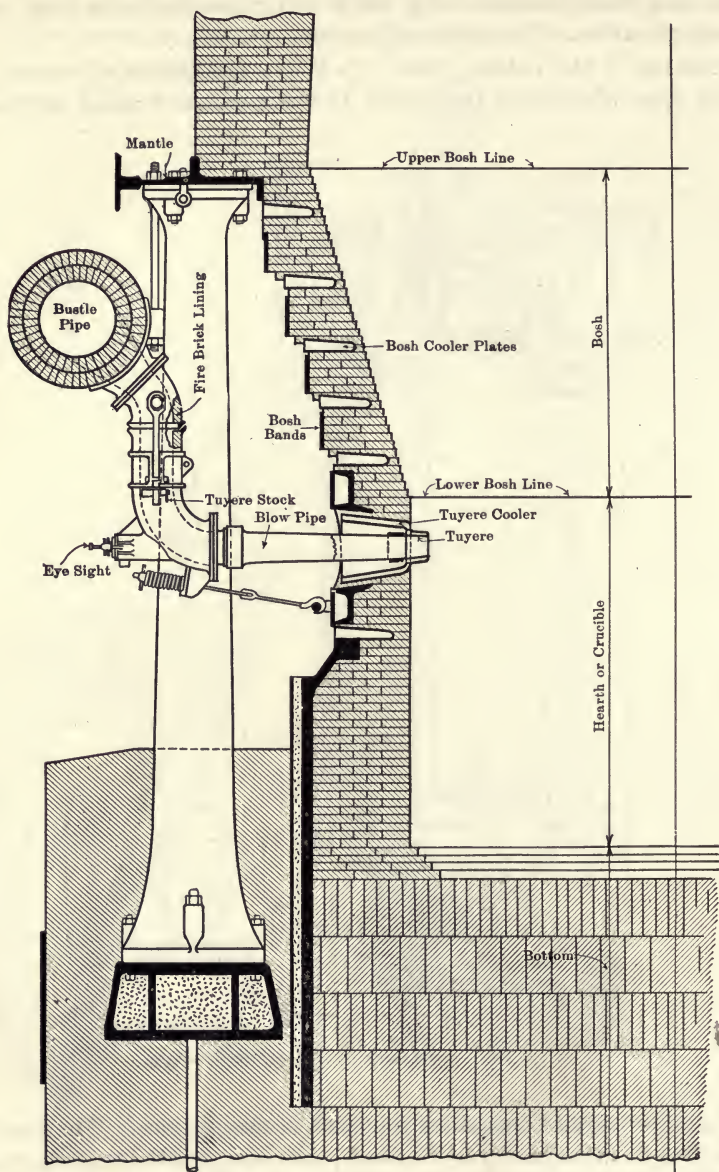 Mantle
Upper Bosh Line
Bustle
Pipe
Fire Brick Lining
Bosh
Bosh Cooler Plates
Bosh
Bands
Lower Bosh Line
Tuyere Stock
Blow Pipe
Tuyere Cooler
Tuyere
Eye Sight
Hearth or Crucible
Bottom